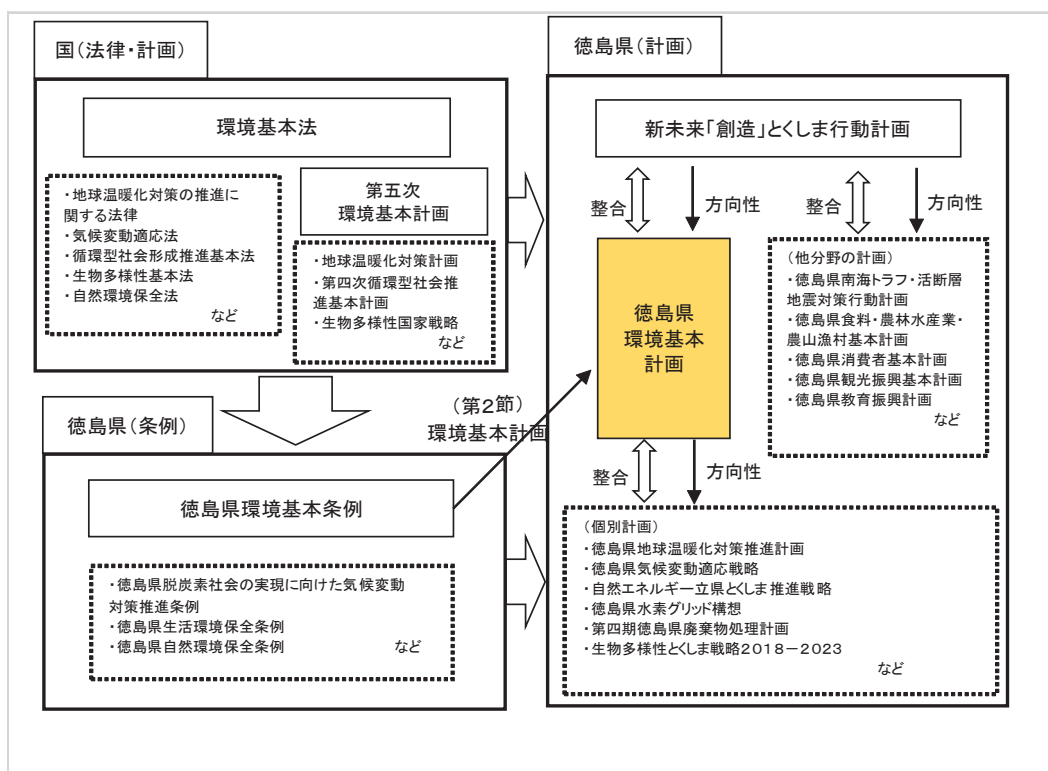 国(法律・計画)
環境基本法
・地球温暖化対策の推進に
関する法律
・気候変動適応法
・循環型社会形成推進基本法
・生物多様性基本法
・自然環境保全法
など
第五次
環境基本計画
・地球温暖化対策計画
・第四次循環型社会推
進基本計画
・生物多様性国家戦略
など
徳島県(条例)
(第2節)
環境基本計画
徳島県環境基本条例
・徳島県脱炭素社会の実現に向けた気候変動
対策推進条例
・徳島県生活環境保全条例
・徳島県自然環境保全条例
など
徳島県(計画)
新未来「創造」とくしま行動計画
整合
方向性
整合
方向性
徳島県
環境基本
計画
(他分野の計画)
・徳島県南海トラフ・活断層
地震対策行動計画
・徳島県食料・農林水産業・
農山漁村基本計画
・徳島県消費者基本計画
・徳島県観光振興基本計画
・徳島県教育振興計画
など
整合
方向性
(個別計画)
・徳島県地球温暖化対策推進計画
・徳島県気候変動適応戦略
・自然エネルギー立県とくしま推進戦略
・徳島県水素グリッド構想
・第四期徳島県廃棄物処理計画
・生物多様性とくしま戦略2018-2023
など